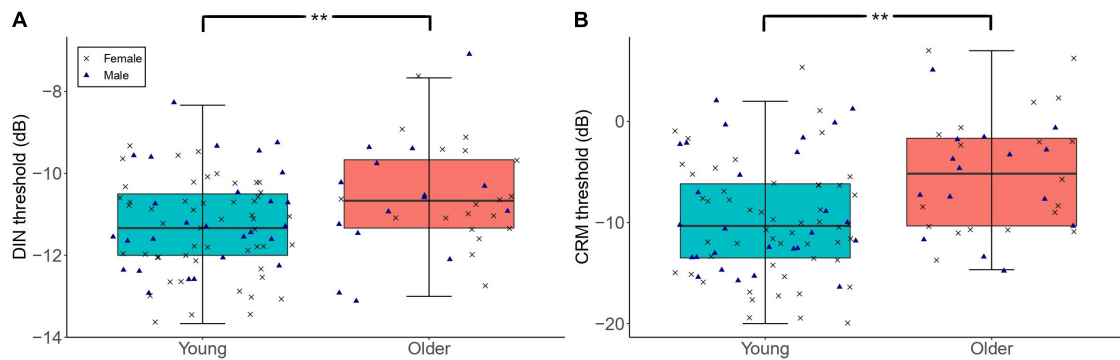 A
**
× Female
▲ Male
DIN threshold (dB)
−8
−10
−12
−14
Young
Older
B
**
CRM threshold (dB)
0
−10
−20
Young
Older